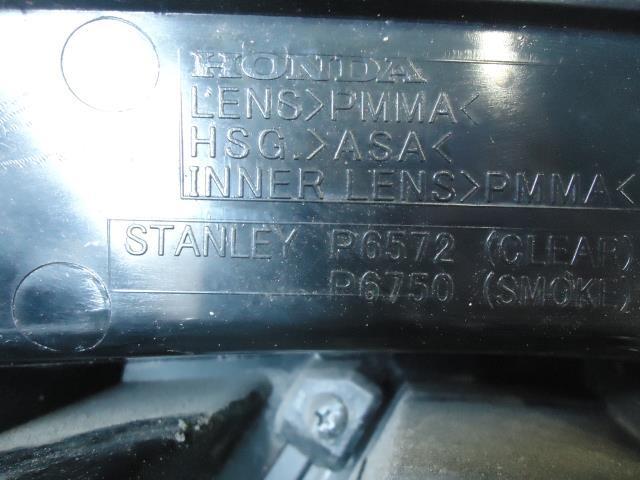 HONDA
LENS>PMMA<
HSG.>ASA<
INNER LENS>PMMA<
STANLEY P6572 (CLEAR)
P6750 (SMOKE)